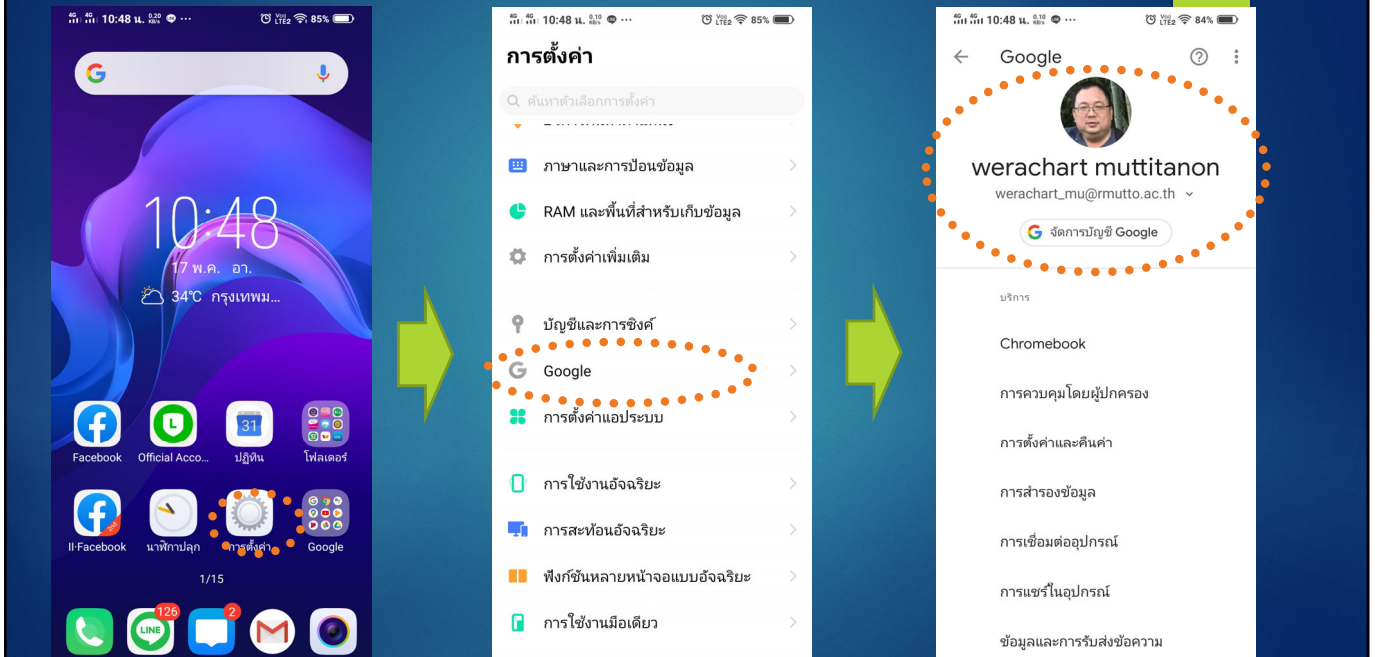 10:48 น. 0.20 KB/s ··· VoLTE2 85%
10:48
17 พ.ค. อา.
34°C กรุงเทพม...
31
Facebook Official Acco... ปฏิทิน โฟลเดอร์
II·Facebook นาฬิกาปลุก การตั้งค่า Google
1/15
126 2
LINE
10:48 น. 0.10 KB/s ··· 85%
การตั้งค่า
ค้นหาตัวเลือกการตั้งค่า
ภาษาและการป้อนข้อมูล
RAM และพื้นที่สำหรับเก็บข้อมูล
การตั้งค่าเพิ่มเติม
บัญชีและการซิงค์
Google
การตั้งค่าแอประบบ
การใช้งานอัจฉริยะ
การสะท้อนอัจฉริยะ
ฟังก์ชันหลายหน้าจอแบบอัจฉริยะ
การใช้งานมือเดียว
10:48 น. 0.10 KB/s ··· 84%
Google
werachart muttitanon
werachart_mu@rmutto.ac.th
จัดการบัญชี Google
บริการ
Chromebook
การควบคุมโดยผู้ปกครอง
การตั้งค่าและคืนค่า
การสำรองข้อมูล
การเชื่อมต่ออุปกรณ์
การแชร์ในอุปกรณ์
ข้อมูลและการรับส่งข้อความ